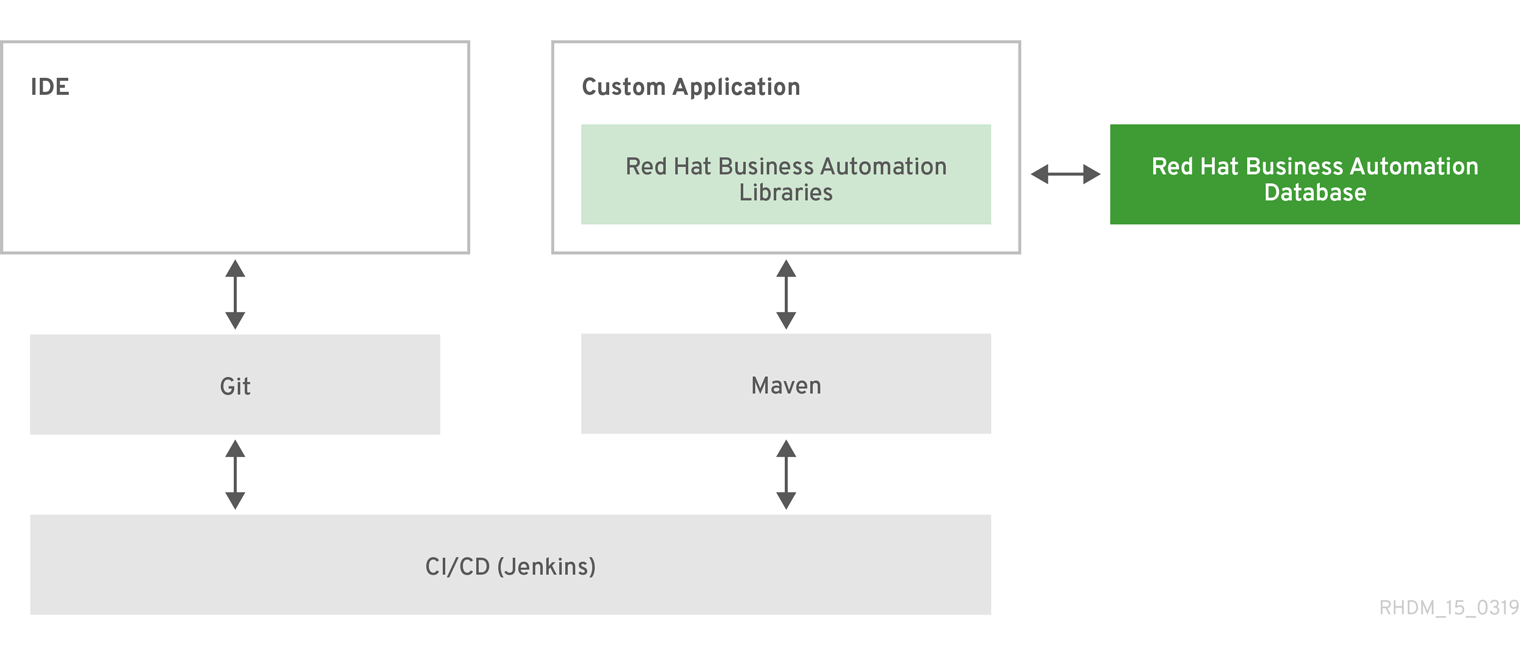 IDE
Custom Application
Red Hat Business Automation
Libraries
Red Hat Business Automation
Database
Git
Maven
CI/CD (Jenkins)
RHDM_15_0319